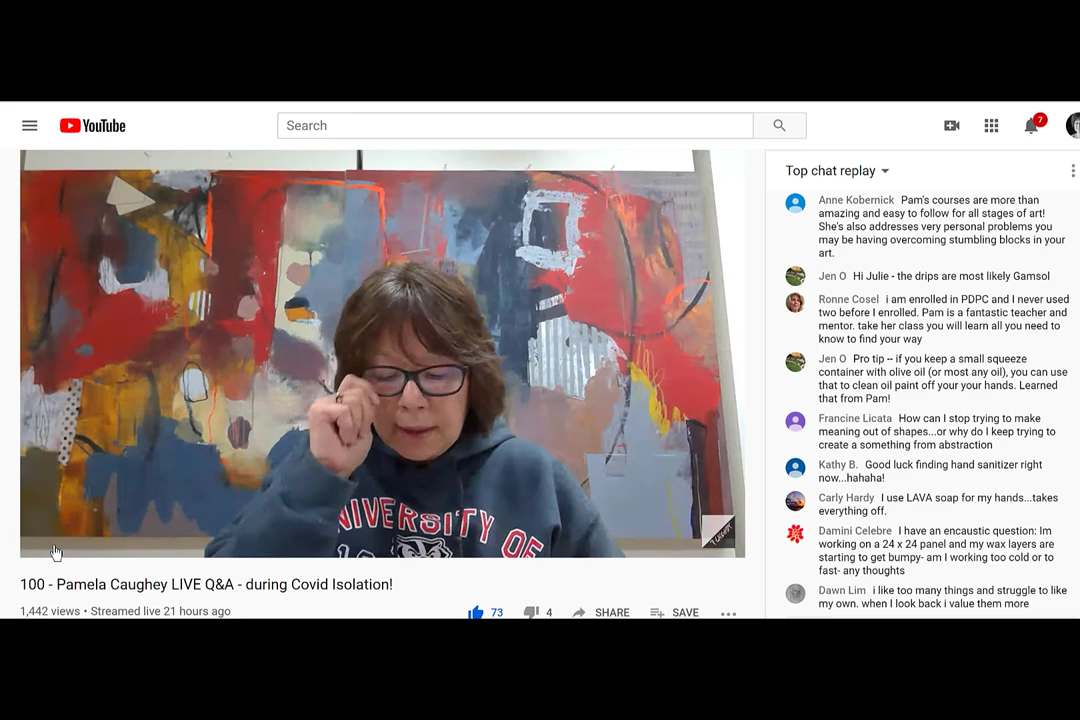 YouTube
Search
7
Top chat replay
Anne Kobernick Pam's courses are more than
amazing and easy to follow for all stages of art!
She's also addresses very personal problems you
may be having overcoming stumbling blocks in your
art.
Jen O Hi Julie - the drips are most likely Gamsol
Ronne Cosel i am enrolled in PDPC and I never used
two before I enrolled. Pam is a fantastic teacher and
mentor. take her class you will learn all you need to
know to find your way
Jen O Pro tip -- if you keep a small squeeze
container with olive oil (or most any oil), you can use
that to clean oil paint off your your hands. Learned
that from Pam!
Francine Licata How can I stop trying to make
meaning out of shapes...or why do I keep trying to
create a something from abstraction
Kathy B. Good luck finding hand sanitizer right
now...hahaha!
Carly Hardy I use LAVA soap for my hands...takes
everything off.
Damini Celebre I have an encaustic question: Im
working on a 24 x 24 panel and my wax layers are
starting to get bumpy- am I working too cold or to
fast- any thoughts
Dawn Lim i like too many things and struggle to like
my own. when I look back i value them more
UNIVERSITY OF
100 - Pamela Caughey LIVE Q&A - during Covid Isolation!
1,442 views • Streamed live 21 hours ago
73
4
SHARE
SAVE